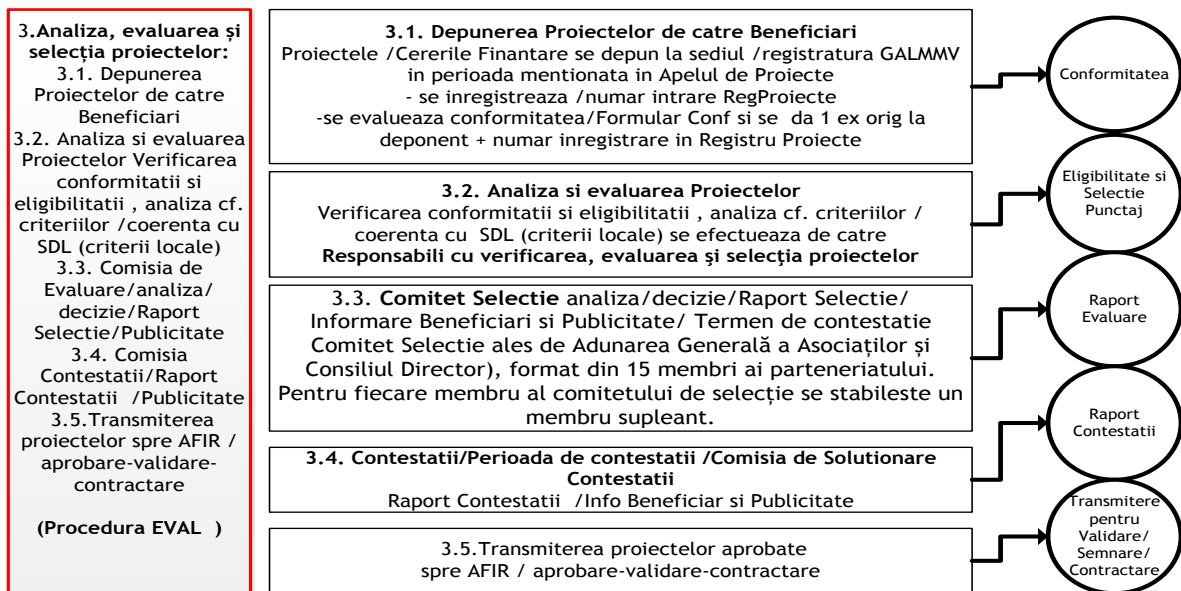 3.Analiza, evaluarea și
selecția proiectelor:
3.1. Depunerea
Proiectelor de catre
Beneficiari
3.2. Analiza si evaluarea
Proiectelor Verificarea
conformitatii si
eligibilitatii , analiza cf.
criteriilor /coerenta cu
SDL (criterii locale)
3.3. Comisia de
Evaluare/analiza/
decizie/Raport
Selectie/Publicitate
3.4. Comisia
Contestatii/Raport
Contestatii /Publicitate
3.5.Transmiterea
proiectelor spre AFIR /
aprobare-validare-
contractare
(Procedura EVAL )
3.1. Depunerea Proiectelor de catre Beneficiari
Proiectele /Cererile Finantare se depun la sediul /registratura GALMMV
in perioada mentionata in Apelul de Proiecte
- se inregistreaza /numar intrare RegProiecte
-se evalueaza conformitatea/Formular Conf si se da 1 ex orig la
deponent + numar inregistrare in Registru Proiecte
Conformitatea
3.2. Analiza si evaluarea Proiectelor
Verificarea conformitatii si eligibilitatii , analiza cf. criteriilor /
coerenta cu SDL (criterii locale) se efectueaza de catre
Responsabili cu verificarea, evaluarea şi selecţia proiectelor
Eligibilitate si
Selectie
Punctaj
3.3. Comitet Selectie analiza/decizie/Raport Selectie/
Informare Beneficiari si Publicitate/ Termen de contestatie
Comitet Selectie ales de Adunarea Generală a Asociaților și
Consiliul Director), format din 15 membri ai parteneriatului.
Pentru fiecare membru al comitetului de selecție se stabileste un
membru supleant.
Raport
Evaluare
3.4. Contestatii/Perioada de contestatii /Comisia de Solutionare
Contestatii
Raport Contestatii /Info Beneficiar si Publicitate
Raport
Contestatii
3.5.Transmiterea proiectelor aprobate
spre AFIR / aprobare-validare-contractare
Transmitere
pentru
Validare/
Semnare/
Contractare